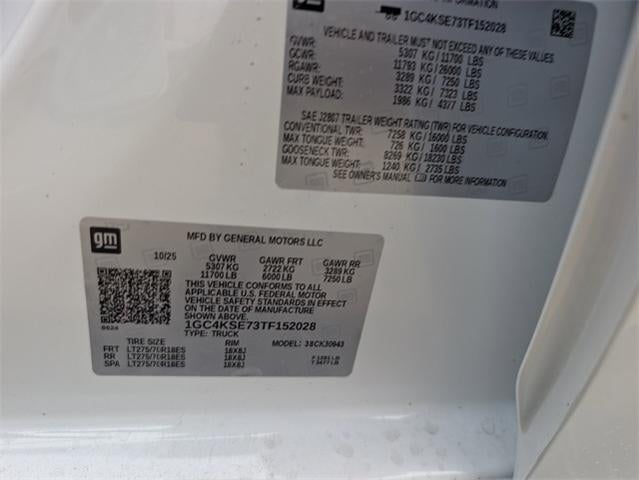 INFORMATION
1GC4KSE73TF152028
VEHICLE AND TRAILER MUST NOT EXCEED ANY OF THESE VALUES.
GVWR: 5307 KG/ 11700 LBS
GCWR: 11793 KG/ 26000 LBS
RGAWR: 3289 KG/ 7250 LBS
CURB WEIGHT: 3322 KG/ 7323 LBS
MAX PAYLOAD: 1986 KG/ 4377 LBS
SAE J2807 TRAILER WEIGHT RATING (TWR) FOR VEHICLE CONFIGURATION.
CONVENTIONAL TWR: 7258 KG/ 16000 LBS
MAX TONGUE WEIGHT: 726 KG/ 1600 LBS
GOOSENECK TWR: 8269 KG/ 18230 LBS
MAX TONGUE WEIGHT: 1240 KG/ 2735 LBS
SEE OWNER'S MANUAL FOR MORE INFORMATION
gm MFD BY GENERAL MOTORS LLC
10/25 GVWR GAWR FRT GAWR RR
5307 KG 2722 KG 3289 KG
11700 LB 6000 LB 7250 LB
THIS VEHICLE CONFORMS TO ALL
APPLICABLE U.S. FEDERAL MOTOR
VEHICLE SAFETY STANDARDS IN EFFECT
ON THE DATE OF MANUFACTURE
SHOWN ABOVE.
1GC4KSE73TF152028
TYPE: TRUCK
TIRE SIZE RIM MODEL: 38CK30943
FRT LT275/70R18ES 18X8J
RR LT275/70R18ES 18X8J
SPA LT275/70R18ES 18X8J